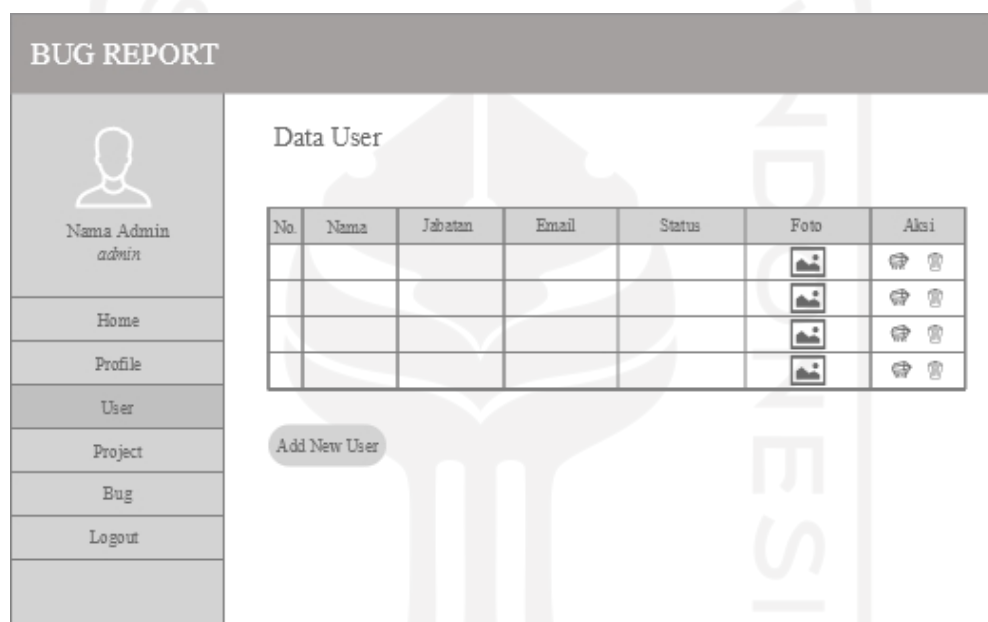 BUG REPORT
Nama Admin
admin
Home
Profile
User
Project
Bug
Logout
Data User
No. Nama Jabatan Email Status Foto Aksi
Add New User
NDONESI